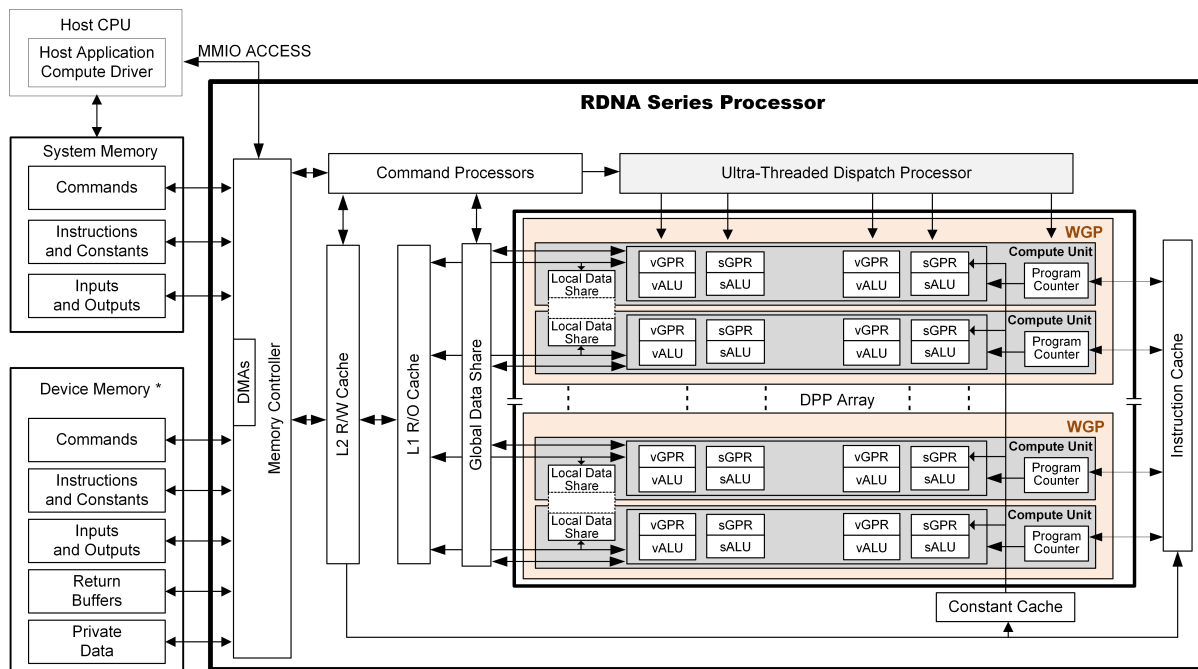 Host CPU
Host Application
Compute Driver
MMIO ACCESS
RDNA Series Processor
System Memory
Commands
Instructions
and Constants
Inputs
and Outputs
Device Memory *
Commands
Instructions
and Constants
Inputs
and Outputs
Return
Buffers
Private
Data
DMAs
Memory Controller
Command Processors
Ultra-Threaded Dispatch Processor
L2 R/W Cache
L1 R/O Cache
Global Data Share
WGP
Compute Unit
Local Data
Share
vGPR
vALU
sGPR
sALU
vGPR
vALU
sGPR
sALU
Program
Counter
Compute Unit
Local Data
Share
vGPR
vALU
sGPR
sALU
vGPR
vALU
sGPR
sALU
Program
Counter
DPP Array
WGP
Compute Unit
Local Data
Share
vGPR
vALU
sGPR
sALU
vGPR
vALU
sGPR
sALU
Program
Counter
Compute Unit
Local Data
Share
vGPR
vALU
sGPR
sALU
vGPR
vALU
sGPR
sALU
Program
Counter
Instruction Cache
Constant Cache